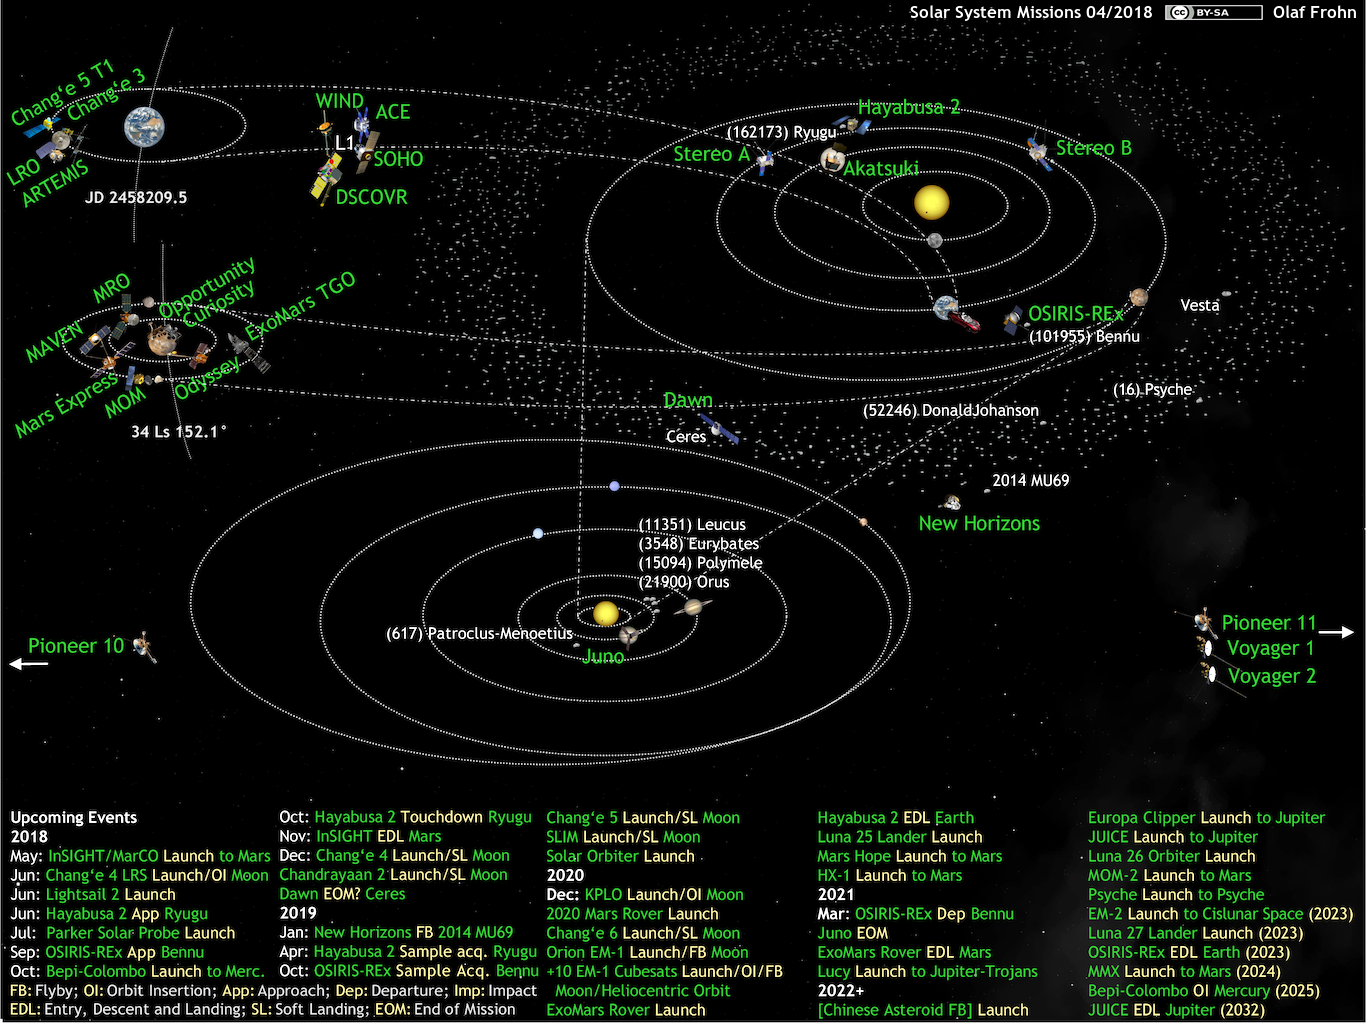 Solar System Missions 04/2018 cc BY-SA Olaf Frohn
Chang‘e 5 T1
Chang‘e 3
LRO
ARTEMIS
JD 2458209.5
WIND
ACE
L1
SOHO
DSCOVR
Hayabusa 2
(162173) Ryugu
Stereo A
Akatsuki
Stereo B
OSIRIS-REx
(101955) Bennu
Vesta
(16) Psyche
(52246) DonaldJohanson
MRO
Opportunity
Curiosity
ExoMars TGO
MAVEN
Mars Express
MOM
Odyssey
34 Ls 152.1°
Dawn
Ceres
2014 MU69
New Horizons
(11351) Leucus
(3548) Eurybates
(15094) Polymele
(21900) Orus
(617) Patroclus-Menoetius
Juno
Pioneer 10
Pioneer 11
Voyager 1
Voyager 2
Upcoming Events
2018
May: InSIGHT/MarCO Launch to Mars
Jun: Chang‘e 4 LRS Launch/OI Moon
Jun: Lightsail 2 Launch
Jun: Hayabusa 2 App Ryugu
Jul: Parker Solar Probe Launch
Sep: OSIRIS-REx App Bennu
Oct: Bepi-Colombo Launch to Merc.
Oct: Hayabusa 2 Touchdown Ryugu
Nov: InSIGHT EDL Mars
Dec: Chang‘e 4 Launch/SL Moon
Chandrayaan 2 Launch/SL Moon
Dawn EOM? Ceres
2019
Jan: New Horizons FB 2014 MU69
Apr: Hayabusa 2 Sample acq. Ryugu
Oct: OSIRIS-REx Sample Acq. Bennu
FB: Flyby; OI: Orbit Insertion; App: Approach; Dep: Departure; Imp: Impact
EDL: Entry, Descent and Landing; SL: Soft Landing; EOM: End of Mission
Chang‘e 5 Launch/SL Moon
SLIM Launch/SL Moon
Solar Orbiter Launch
2020
Dec: KPLO Launch/OI Moon
2020 Mars Rover Launch
Chang‘e 6 Launch/SL Moon
Orion EM-1 Launch/FB Moon
+10 EM-1 Cubesats Launch/OI/FB
Moon/Heliocentric Orbit
ExoMars Rover Launch
Hayabusa 2 EDL Earth
Luna 25 Lander Launch
Mars Hope Launch to Mars
HX-1 Launch to Mars
2021
Mar: OSIRIS-REx Dep Bennu
Juno EOM
ExoMars Rover EDL Mars
Lucy Launch to Jupiter-Trojans
2022+
[Chinese Asteroid FB] Launch
Europa Clipper Launch to Jupiter
JUICE Launch to Jupiter
Luna 26 Orbiter Launch
MOM-2 Launch to Mars
Psyche Launch to Psyche
EM-2 Launch to Cislunar Space (2023)
Luna 27 Lander Launch (2023)
OSIRIS-REx EDL Earth (2023)
MMX Launch to Mars (2024)
Bepi-Colombo OI Mercury (2025)
JUICE EDL Jupiter (2032)